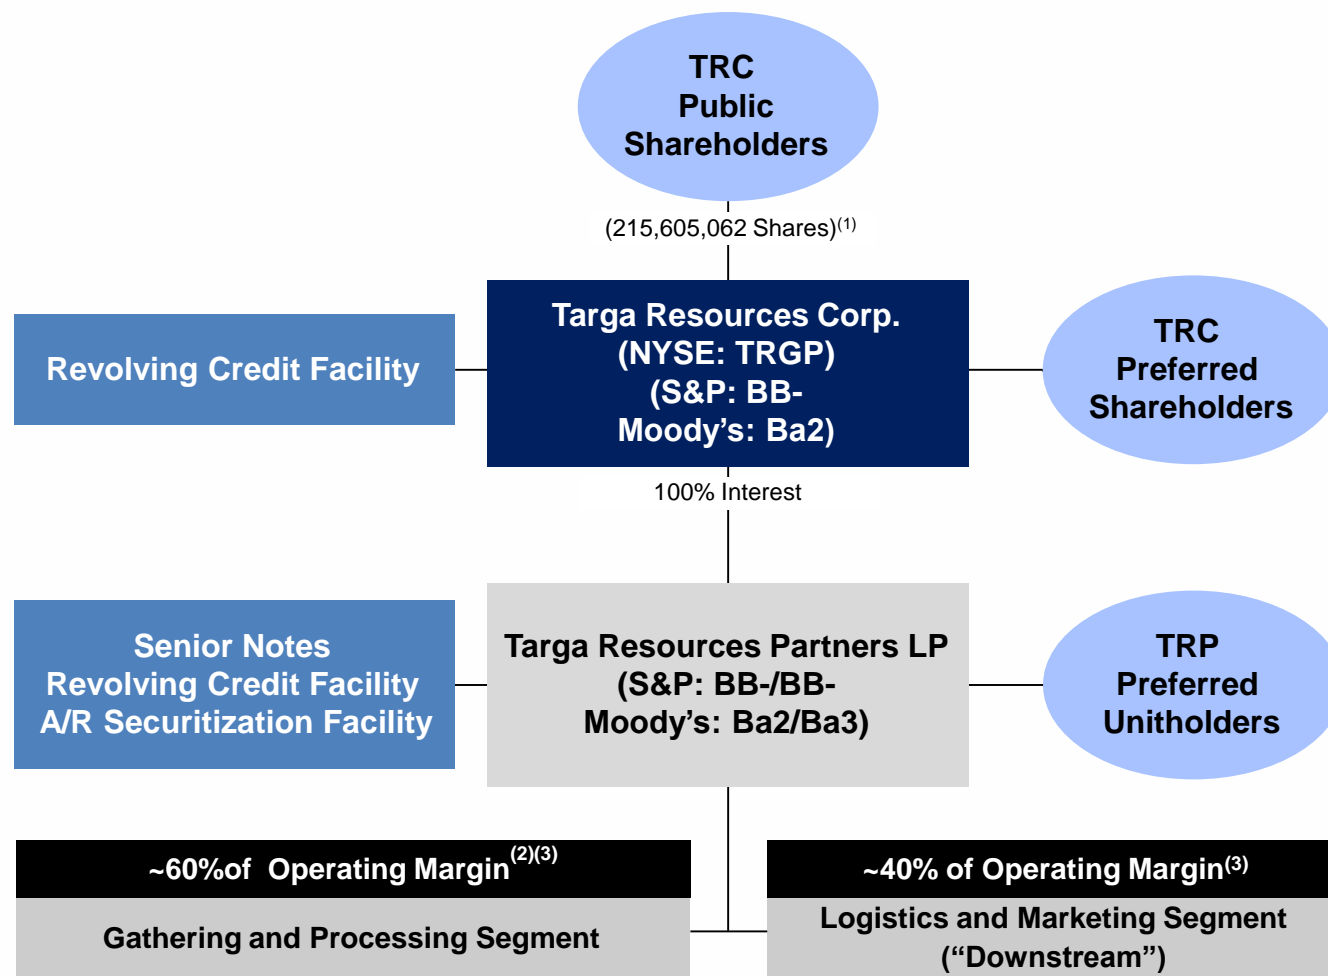 TRC
Public
Shareholders
(215,605,062 Shares)(1)
Targa Resources Corp.
(NYSE: TRGP)
(S&P: BB-
Moody's: Ba2)
Revolving Credit Facility
TRC
Preferred
Shareholders
100% Interest
Senior Notes
Revolving Credit Facility
A/R Securitization Facility
Targa Resources Partners LP
(S&P: BB-/BB-
Moody's: Ba2/Ba3)
TRP
Preferred
Unitholders
~60%of Operating Margin(2)(3)
Gathering and Processing Segment
~40% of Operating Margin(3)
Logistics and Marketing Segment
(“Downstream”)